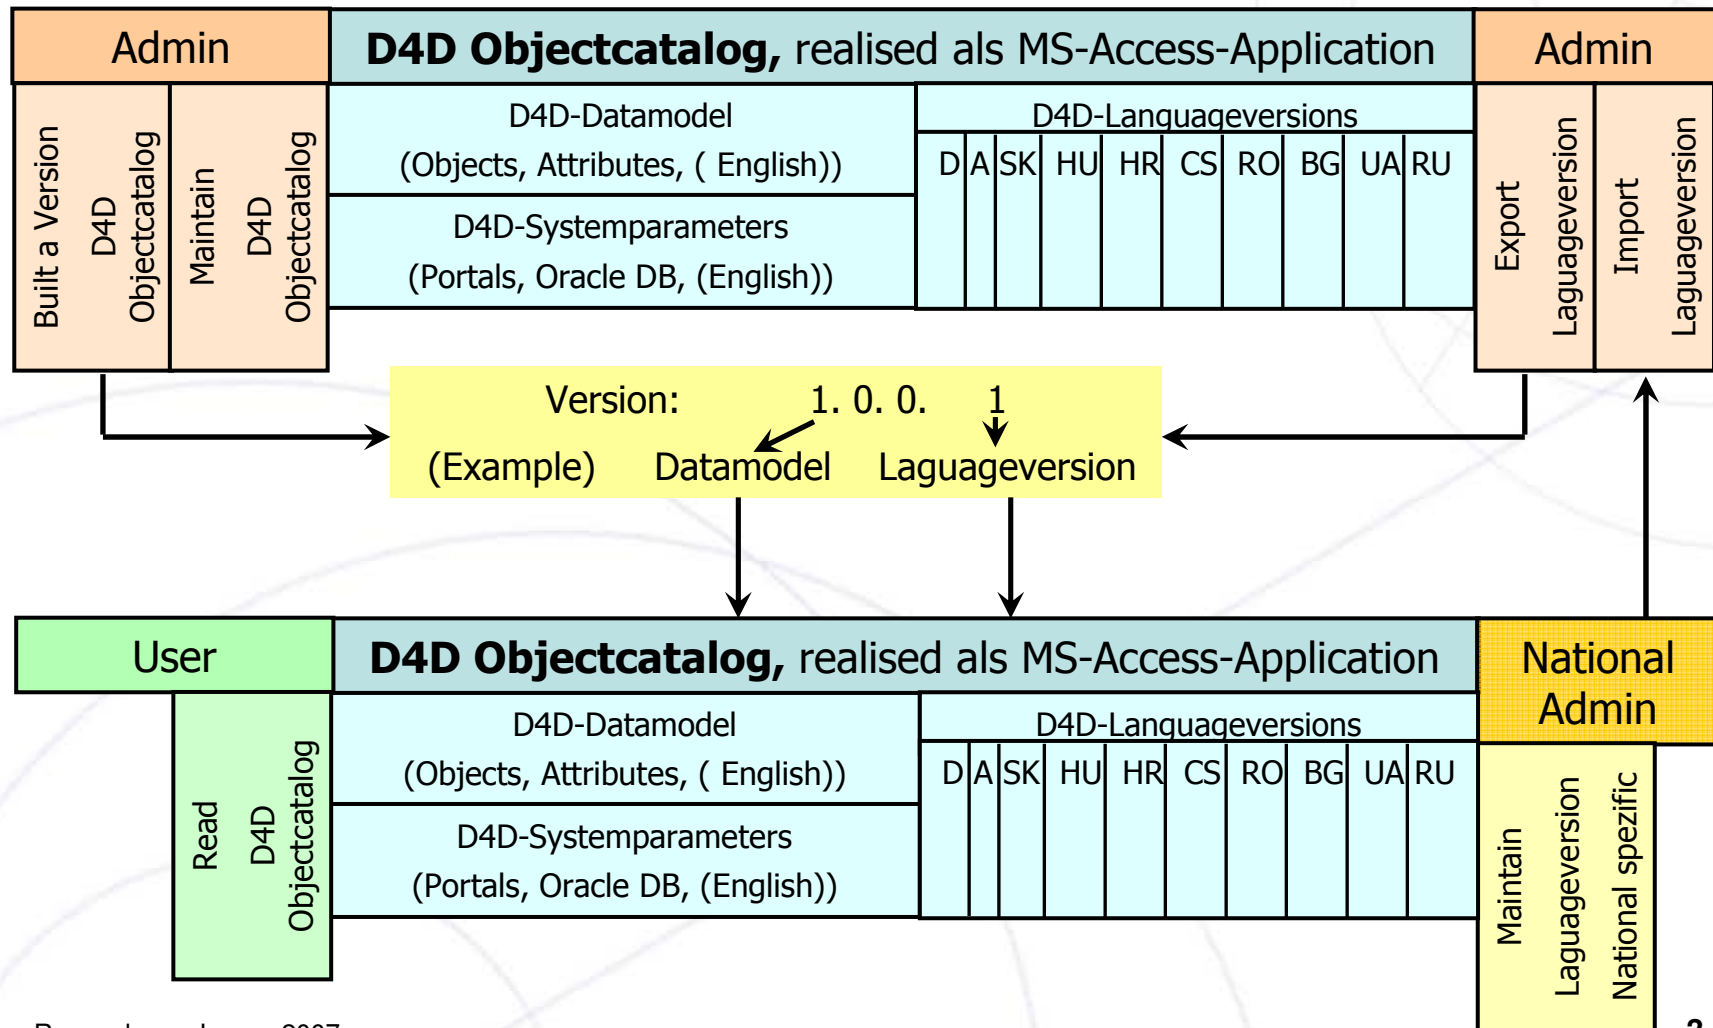 Admin
D4D Objectcatalog, realised als MS-Access-Application
Admin
Built a Version
D4D
Objectcatalog
Maintain
D4D
Objectcatalog
D4D-Datamodel
(Objects, Attributes, ( English))
D4D-Systemparameters
(Portals, Oracle DB, (English))
D4D-Languageversions
D A SK HU HR CS RO BG UA RU
Export
Laguageversion
Import
Laguageversion
Version: 1. 0. 0. 1
(Example) Datamodel Laguageversion
User
D4D Objectcatalog, realised als MS-Access-Application
National
Admin
Read
D4D
Objectcatalog
D4D-Datamodel
(Objects, Attributes, ( English))
D4D-Systemparameters
(Portals, Oracle DB, (English))
D4D-Languageversions
D A SK HU HR CS RO BG UA RU
Maintain
Laguageversion
National spezific